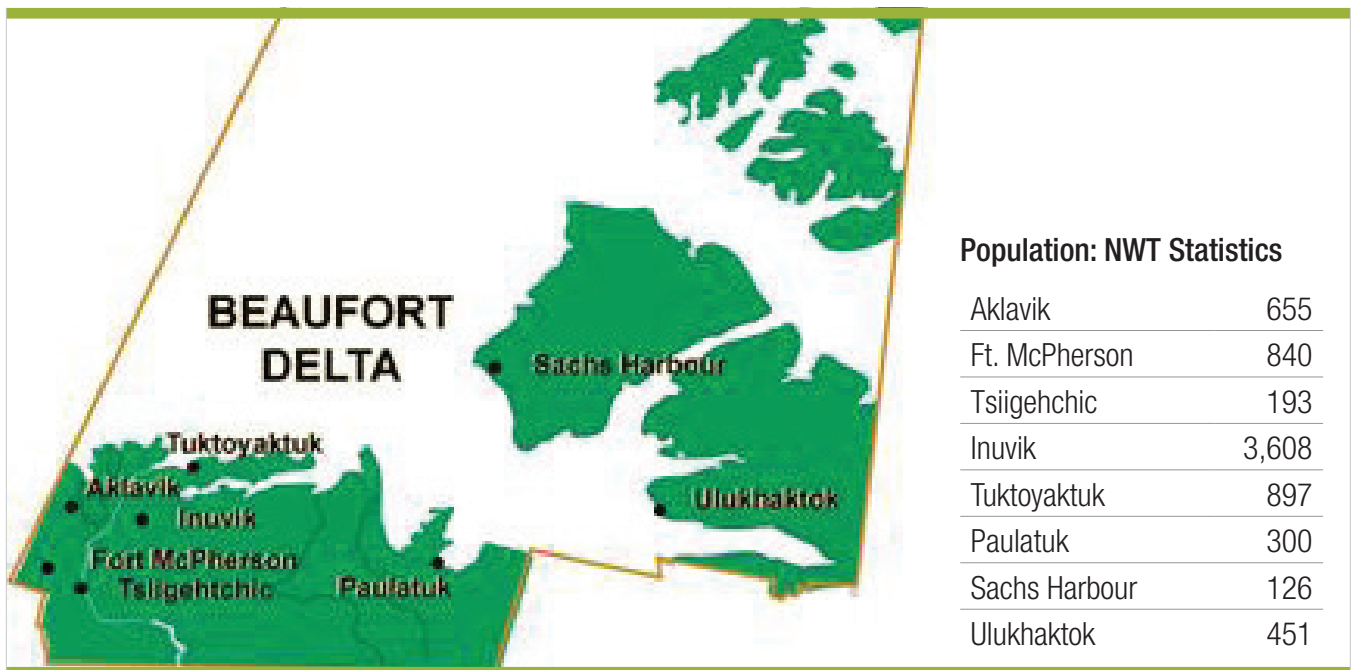 BEAUFORT
DELTA
Sachs Harbour
Tuktoyaktuk
Aklavik
Inuvik
Ulukhaktok
Fort McPherson
Tsiigehtchic
Paulatuk
Population: NWT Statistics
Aklavik 655
Ft. McPherson 840
Tsiigehchic 193
Inuvik 3,608
Tuktoyaktuk 897
Paulatuk 300
Sachs Harbour 126
Ulukhaktok 451